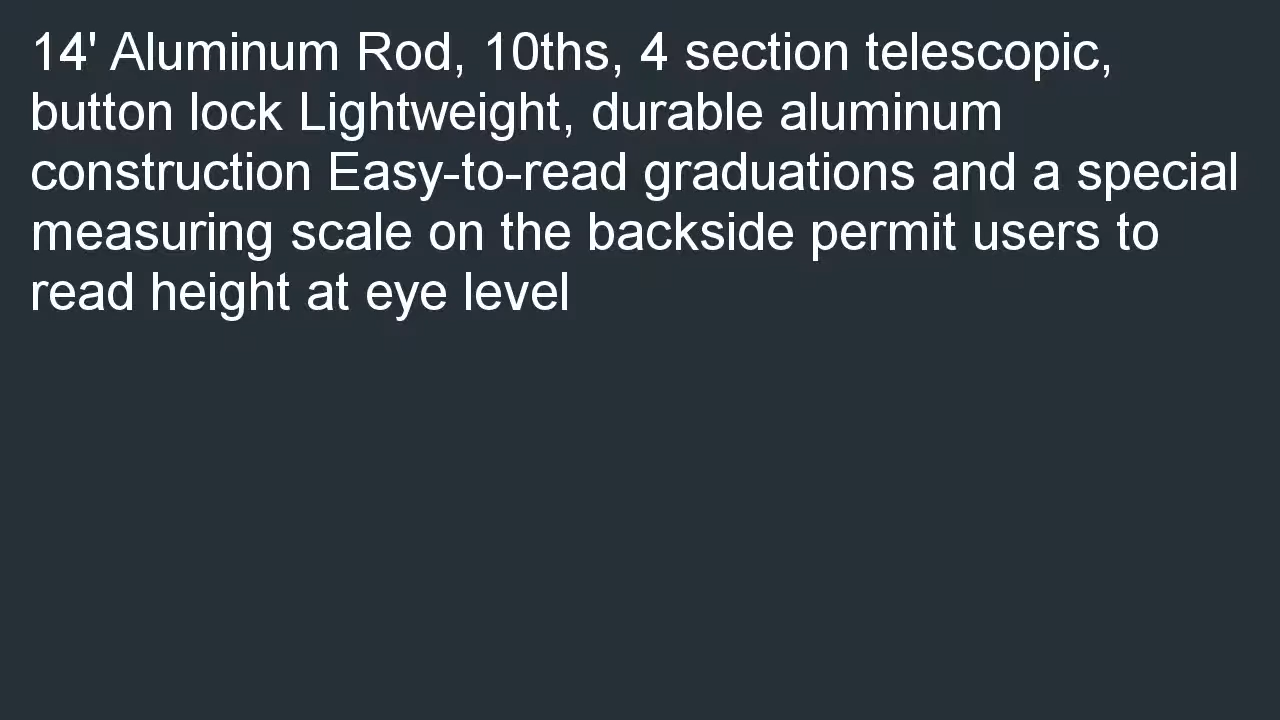 14' Aluminum Rod, 10ths, 4 section telescopic,
button lock Lightweight, durable aluminum
construction Easy-to-read graduations and a special
measuring scale on the backside permit users to
read height at eye level